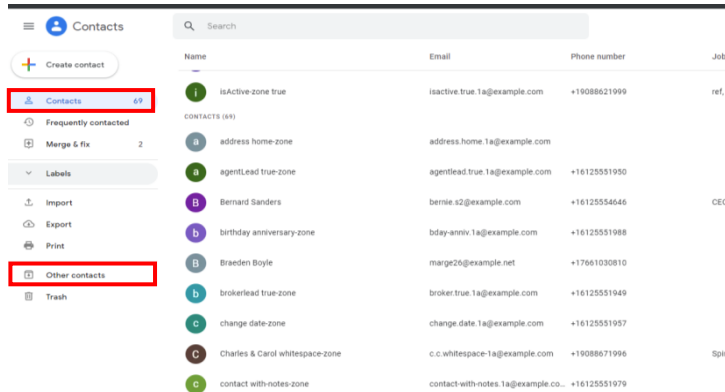 Contacts
Search
Create contact
Contacts 69
Frequently contacted
Merge & fix 2
Labels
Import
Export
Print
Other contacts
Trash
Name Email Phone number Job
i isActive-zone true isactive.true.1a@example.com +19088621999 ref,
CONTACTS (69)
a address home-zone address.home.1a@example.com
a agentLead true-zone agentlead.true.1a@example.com +16125551950
B Bernard Sanders bernie.s2@example.com +16125554646 CEO
b birthday anniversary-zone bday-anniv.1a@example.com +16125551988
B Braeden Boyle marge26@example.net +17661030810
b brokerlead true-zone broker.true.1a@example.com +16125551949
c change date-zone change.date.1a@example.com +16125551957
C Charles & Carol whitespace-zone c.c.whitespace-1a@example.com +19088671996 Spi
c contact with-notes-zone contact-with-notes.1a@example.co... +16125551979